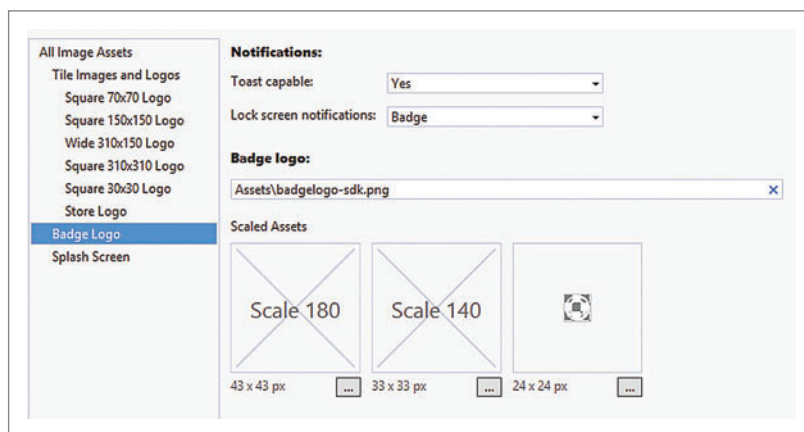 All Image Assets
Tile Images and Logos
Square 70x70 Logo
Square 150x150 Logo
Wide 310x150 Logo
Square 310x310 Logo
Square 30x30 Logo
Store Logo
Badge Logo
Splash Screen
Notifications:
Toast capable: Yes
Lock screen notifications: Badge
Badge logo:
Assets\badgelogo-sdk.png
Scaled Assets
Scale 180 Scale 140
43 x 43 px ... 33 x 33 px ... 24 x 24 px ...